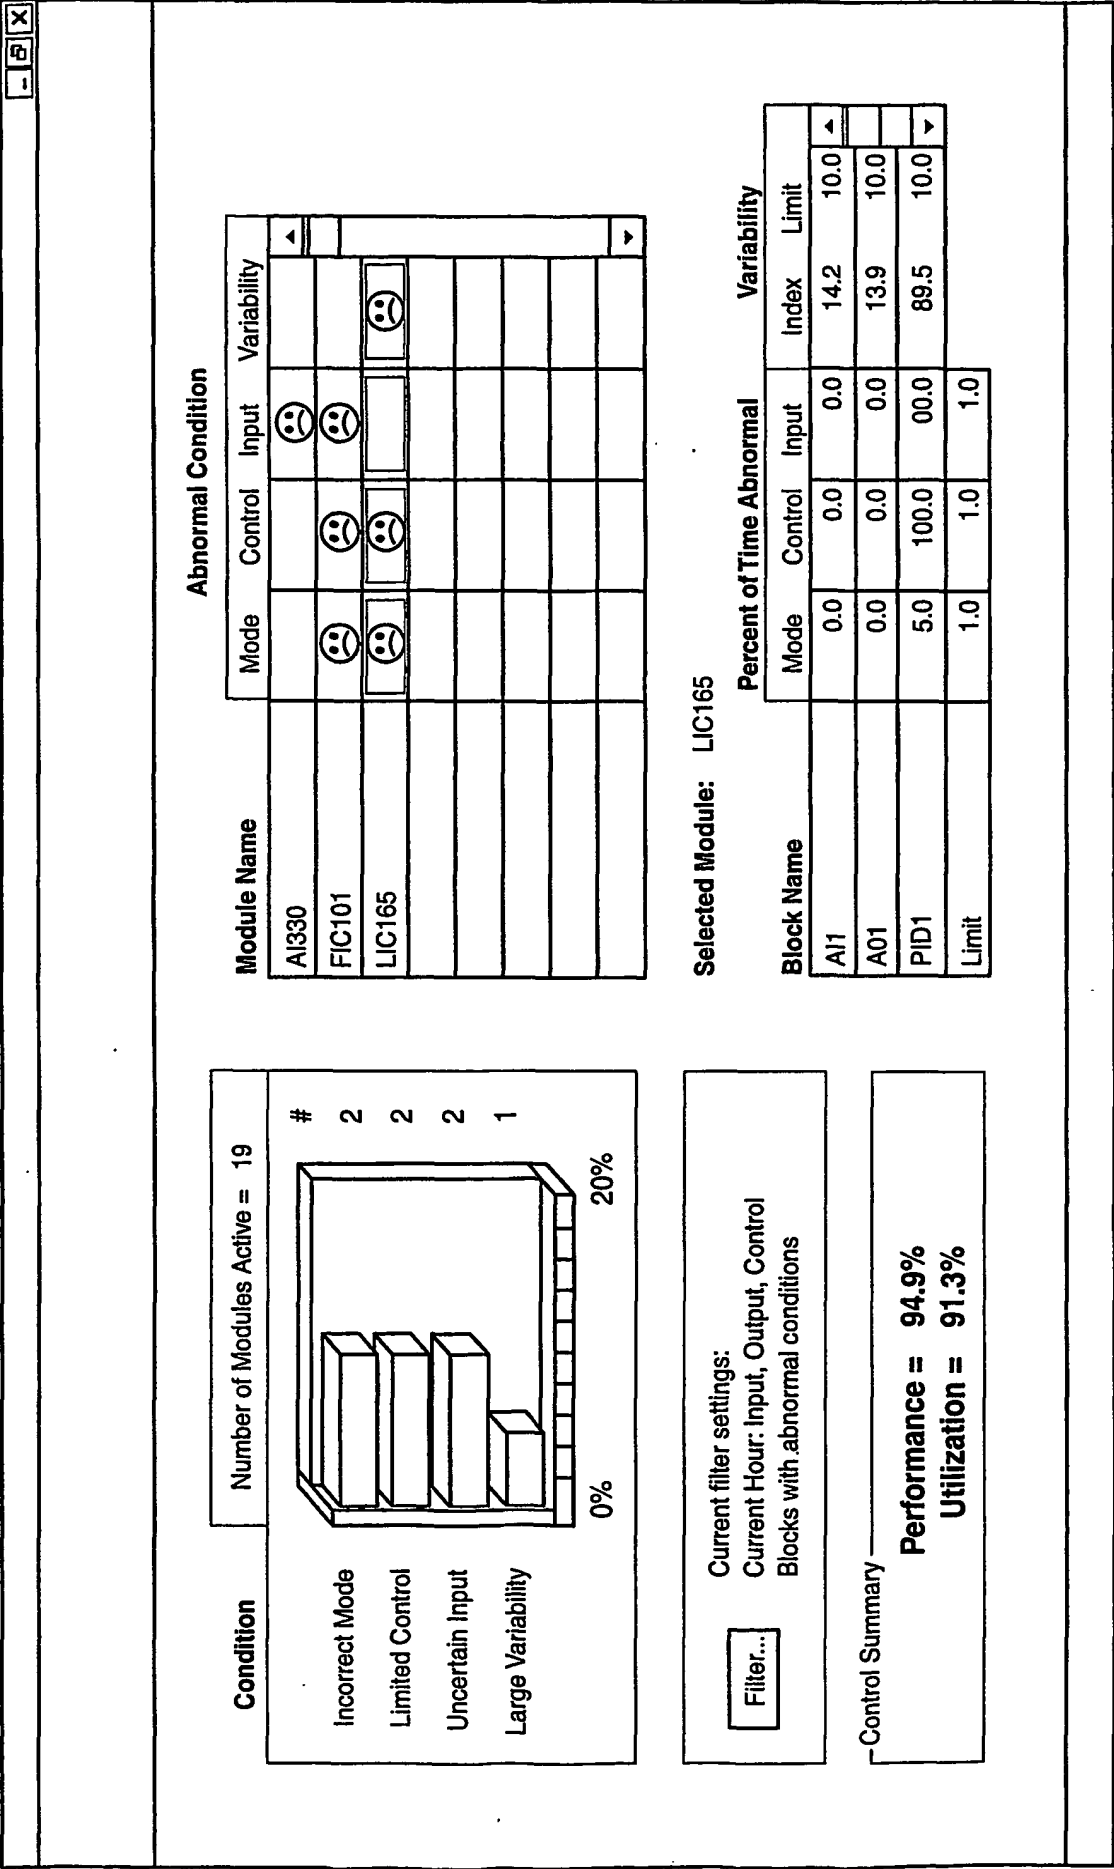 Condition
Number of Modules Active = 19
#
Incorrect Mode 2
Limited Control 2
Uncertain Input 2
Large Variability 1
0% 20%
Filter...
Current filter settings:
Current Hour: Input, Output, Control
Blocks with abnormal conditions
Control Summary
Performance = 94.9%
Utilization = 91.3%
Abnormal Condition
Module Name Mode Control Input Variability
AI330
FIC101
LIC165
Selected Module: LIC165
Percent of Time Abnormal Variability
Block Name Mode Control Input Index Limit
AI1 0.0 0.0 0.0 14.2 10.0
A01 0.0 0.0 0.0 13.9 10.0
PID1 5.0 100.0 00.0 89.5 10.0
Limit 1.0 1.0 1.0